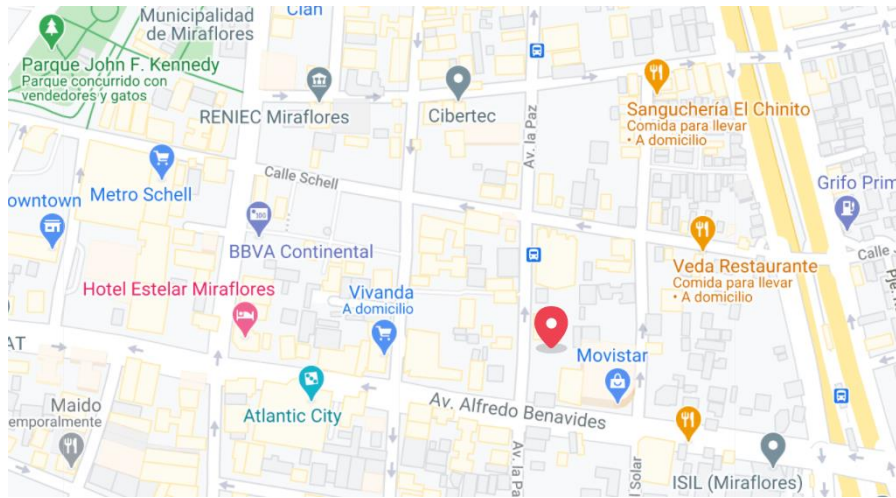 Municipalidad
de Miraflores
Clan
Parque John F. Kennedy
Parque concurrido con
vendedores y gatos
RENIEC Miraflores
Cibertec
Av. la Paz
Sanguchería El Chinito
Comida para llevar
• A domicilio
Metro Schell
Calle Schell
Grifo Prim
owntown
BBVA Continental
Veda Restaurante
Comida para llevar
• A domicilio
Calle
Hotel Estelar Miraflores
Vivanda
A domicilio
AT
Movistar
Maido
emporalmente
Atlantic City
Av. Alfredo Benavides
Av. la Pa
l Solar
ISIL (Miraflores)